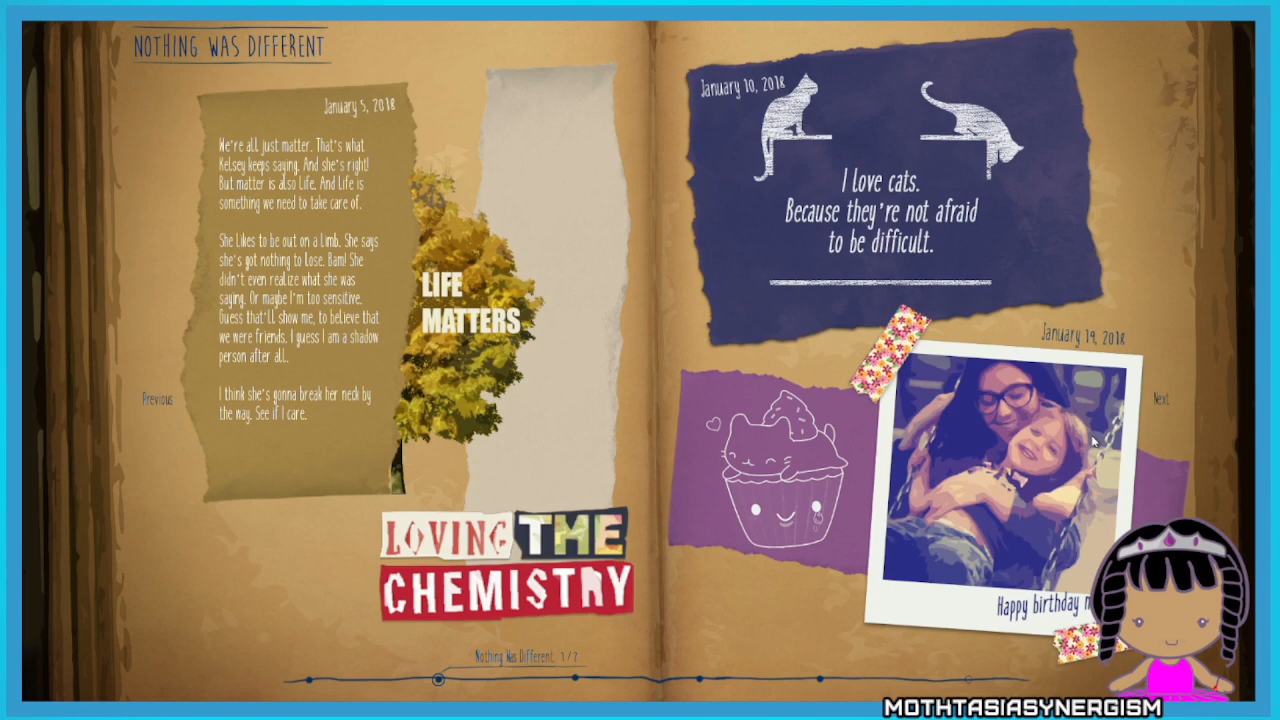 NOTHING WAS DIFFERENT
January 5, 2018
We're all just matter. That's what
Kelsey keeps saying. And she's right!
But matter is also life. And life is
something we need to take care of.
She likes to be out on a limb. She says
she's got nothing to lose. Bam! She
didn't even realize what she was
saying. Or maybe I'm too sensitive.
Guess that'll show me, to believe that
we were friends. I guess I am a shadow
person after all.
I think she's gonna break her neck by
the way. See if I care.
Previous
LIFE
MATTERS
LOVING THE
CHEMISTRY
January 10, 2018
I love cats.
Because they're not afraid
to be difficult.
January 19, 2018
Next
Happy birthday
Nothing Was Different 1/2
MOTHTASIASYNERGISM